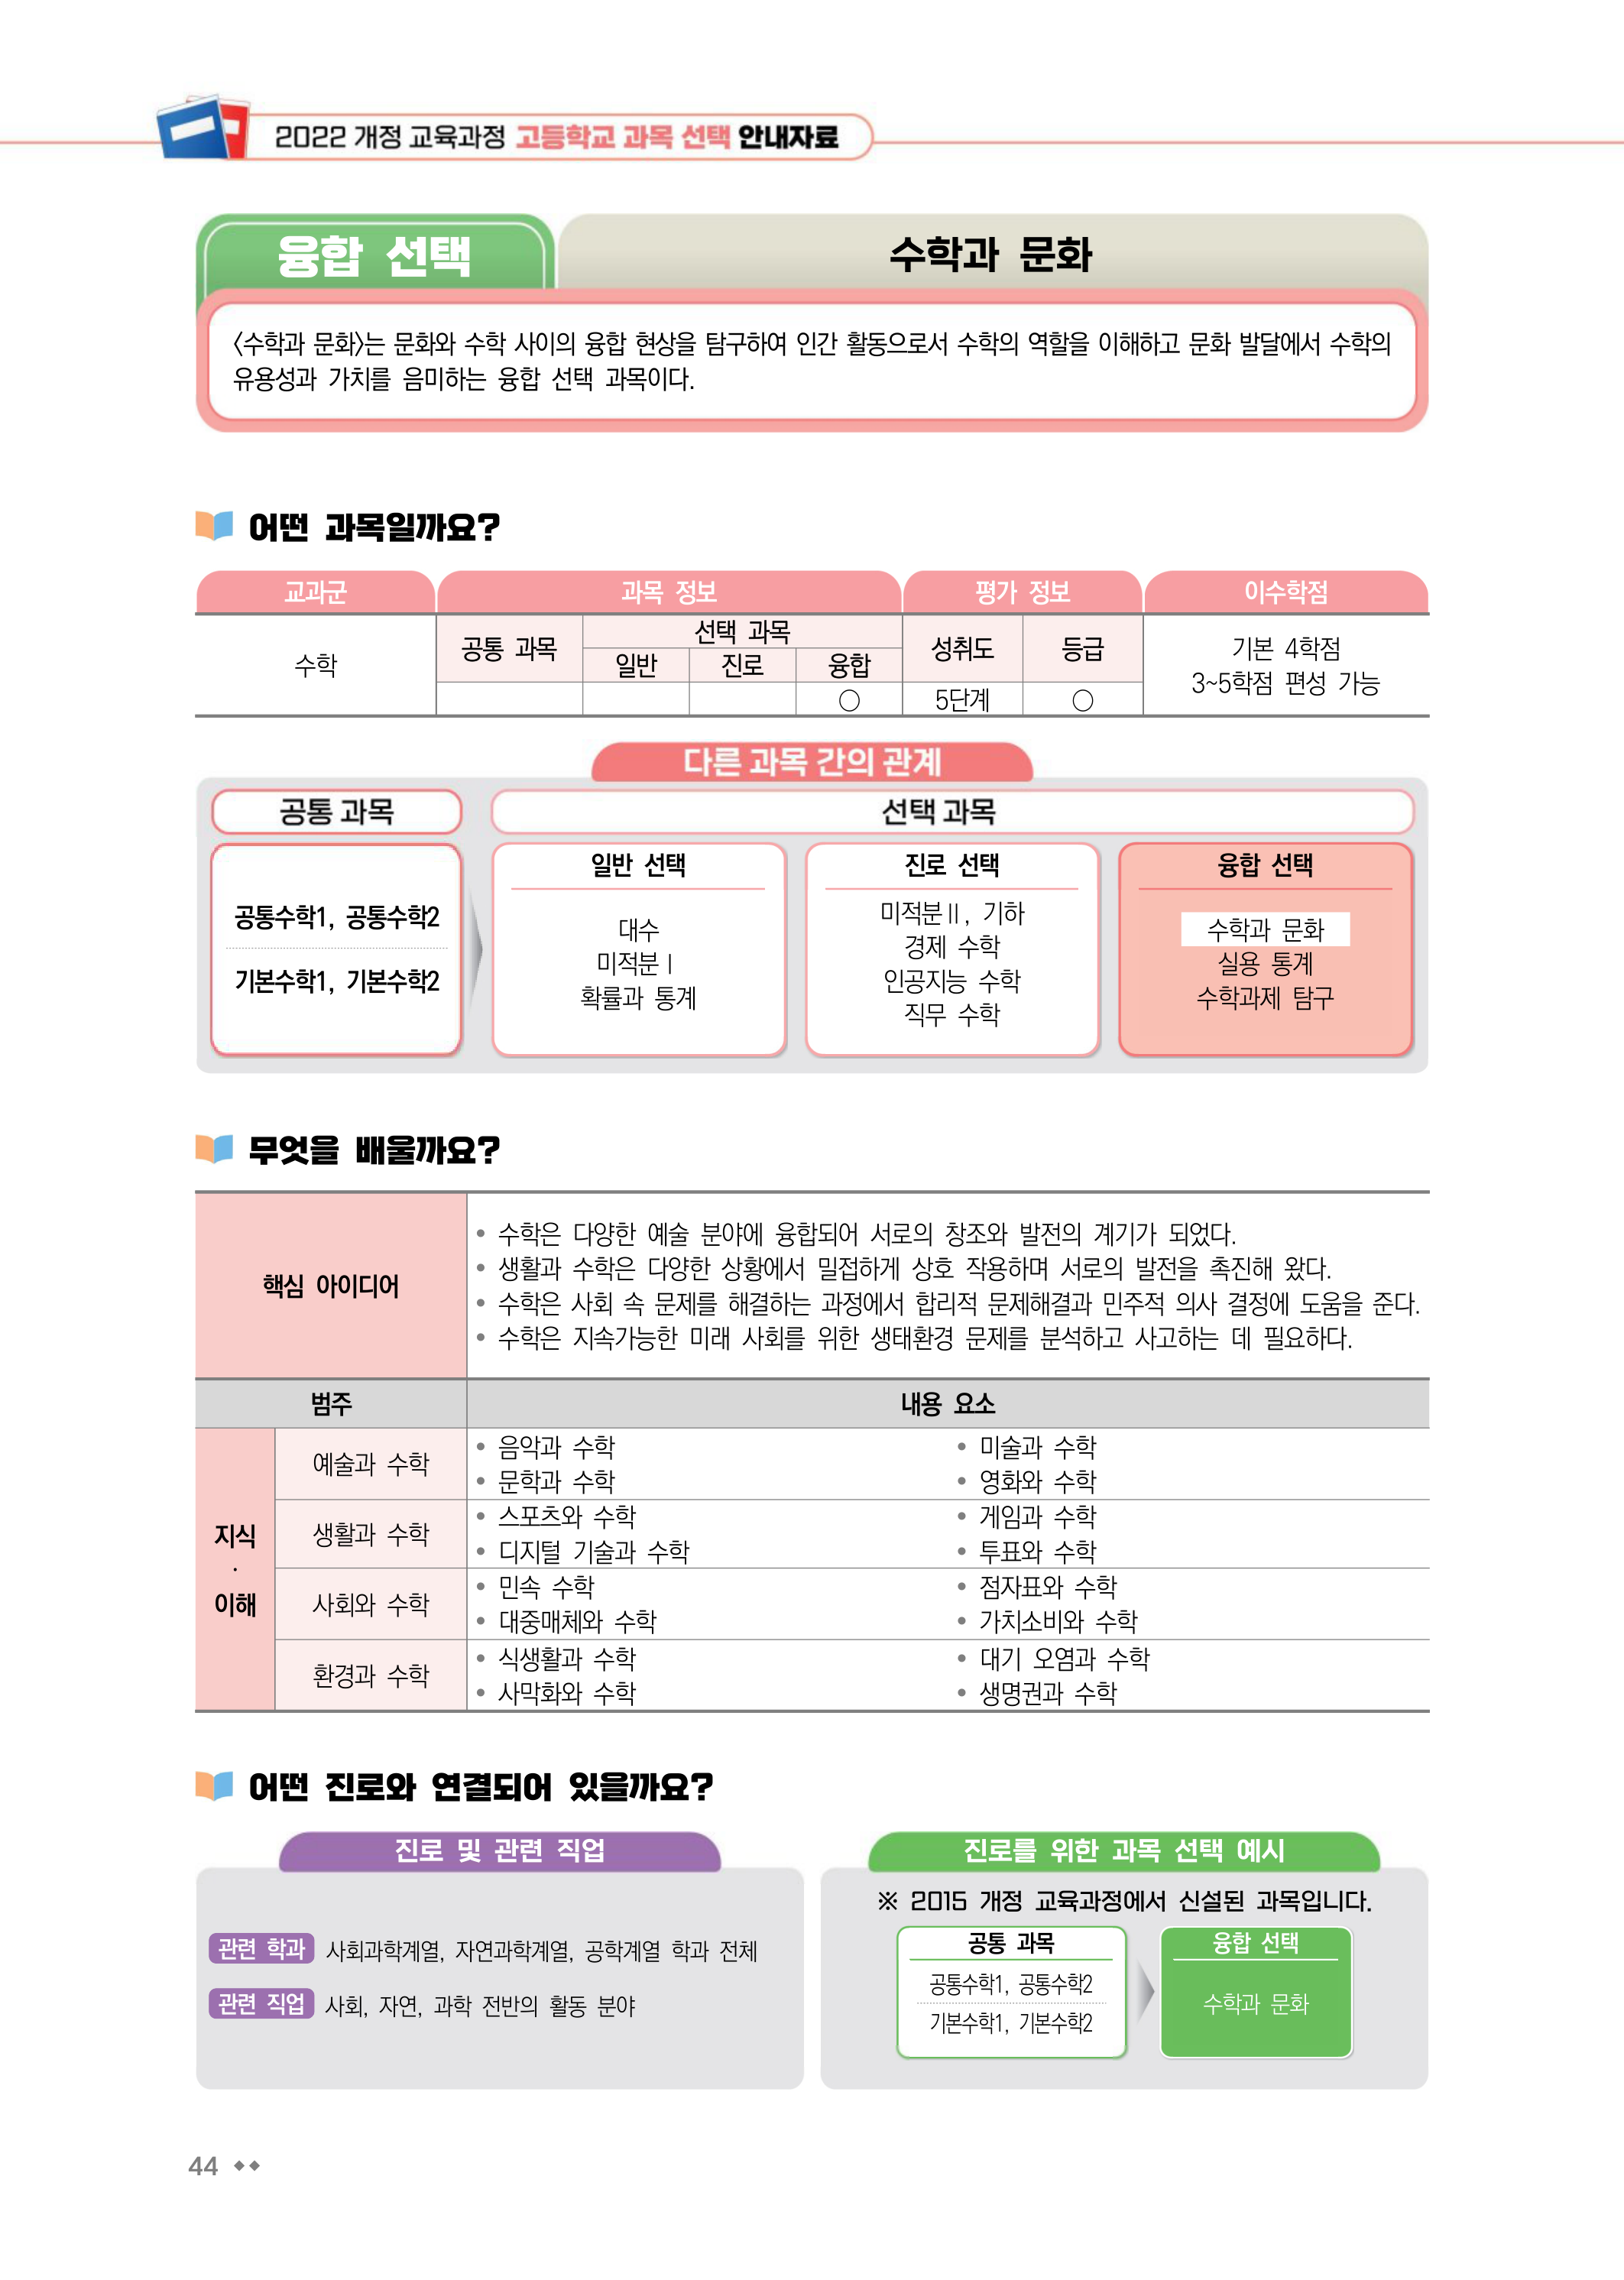 2022 개정 교육과정 고등학교 과목 선택 안내자료
융합 선택
수학과 문화
<수학과 문화>는 문화와 수학 사이의 융합 현상을 탐구하여 인간 활동으로서 수학의 역할을 이해하고 문화 발달에서 수학의
유용성과 가치를 음미하는 융합 선택 과목이다.
어떤 과목일까요?
교과군 과목 정보 평가 정보 이수학점
수학
공통 과목
선택 과목
일반 진로 융합
○
성취도 등급
5단계 ○
기본 4학점
3~5학점 편성 가능
다른 과목 간의 관계
공통 과목
선택 과목
공통수학1, 공통수학2
기본수학1, 기본수학2
일반 선택
대수
미적분Ⅰ
확률과 통계
진로 선택
미적분Ⅱ, 기하
경제 수학
인공지능 수학
직무 수학
융합 선택
수학과 문화
실용 통계
수학과제 탐구
무엇을 배울까요?
핵심 아이디어
• 수학은 다양한 예술 분야에 융합되어 서로의 창조와 발전의 계기가 되었다.
• 생활과 수학은 다양한 상황에서 밀접하게 상호 작용하며 서로의 발전을 촉진해 왔다.
• 수학은 사회 속 문제를 해결하는 과정에서 합리적 문제해결과 민주적 의사 결정에 도움을 준다.
• 수학은 지속가능한 미래 사회를 위한 생태환경 문제를 분석하고 사고하는 데 필요하다.
범주 내용 요소
지식
·
이해
예술과 수학
• 음악과 수학 • 미술과 수학
• 문학과 수학 • 영화와 수학
생활과 수학
• 스포츠와 수학 • 게임과 수학
• 디지털 기술과 수학 • 투표와 수학
사회와 수학
• 민속 수학 • 점자표와 수학
• 대중매체와 수학 • 가치소비와 수학
환경과 수학
• 식생활과 수학 • 대기 오염과 수학
• 사막화와 수학 • 생명권과 수학
어떤 진로와 연결되어 있을까요?
진로 및 관련 직업
관련 학과 사회과학계열, 자연과학계열, 공학계열 학과 전체
관련 직업 사회, 자연, 과학 전반의 활동 분야
진로를 위한 과목 선택 예시
※ 2015 개정 교육과정에서 신설된 과목입니다.
공통 과목
공통수학1, 공통수학2
기본수학1, 기본수학2
융합 선택
수학과 문화
44 ◆◆